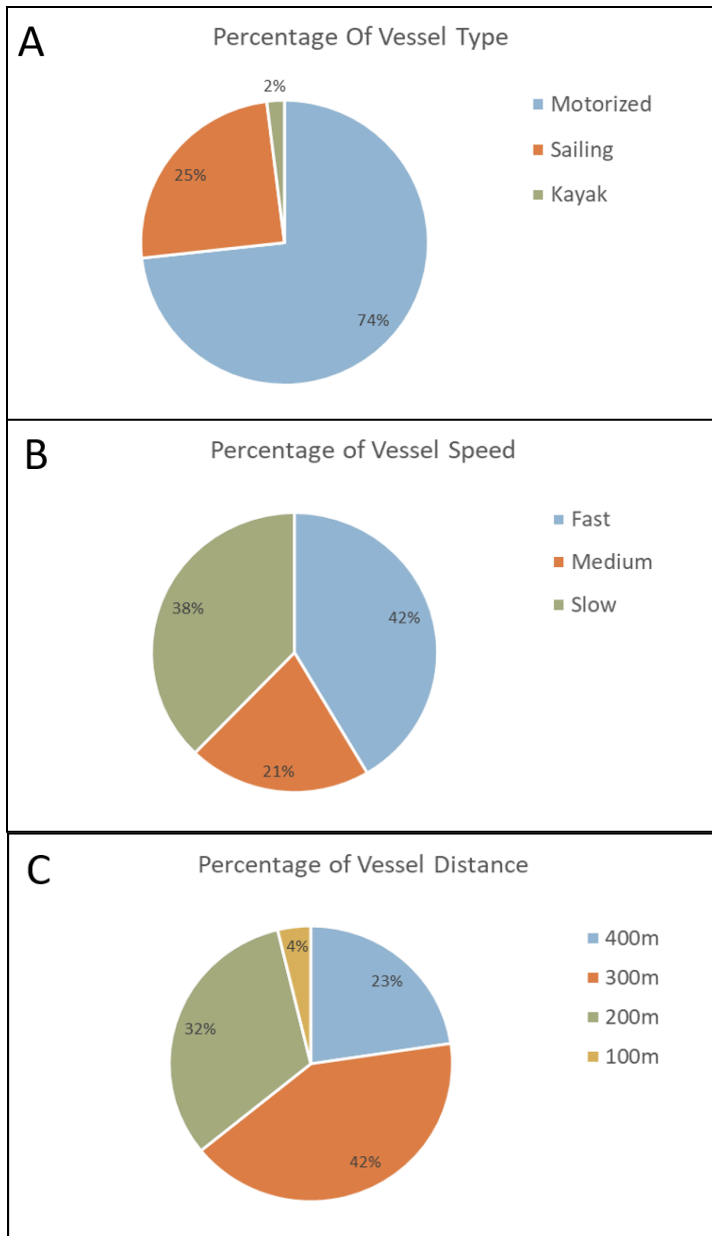 A
Percentage Of Vessel Type
2%
25%
74%
Motorized
Sailing
Kayak
B
Percentage of Vessel Speed
38%
42%
21%
Fast
Medium
Slow
C
Percentage of Vessel Distance
4%
23%
32%
42%
400m
300m
200m
100m